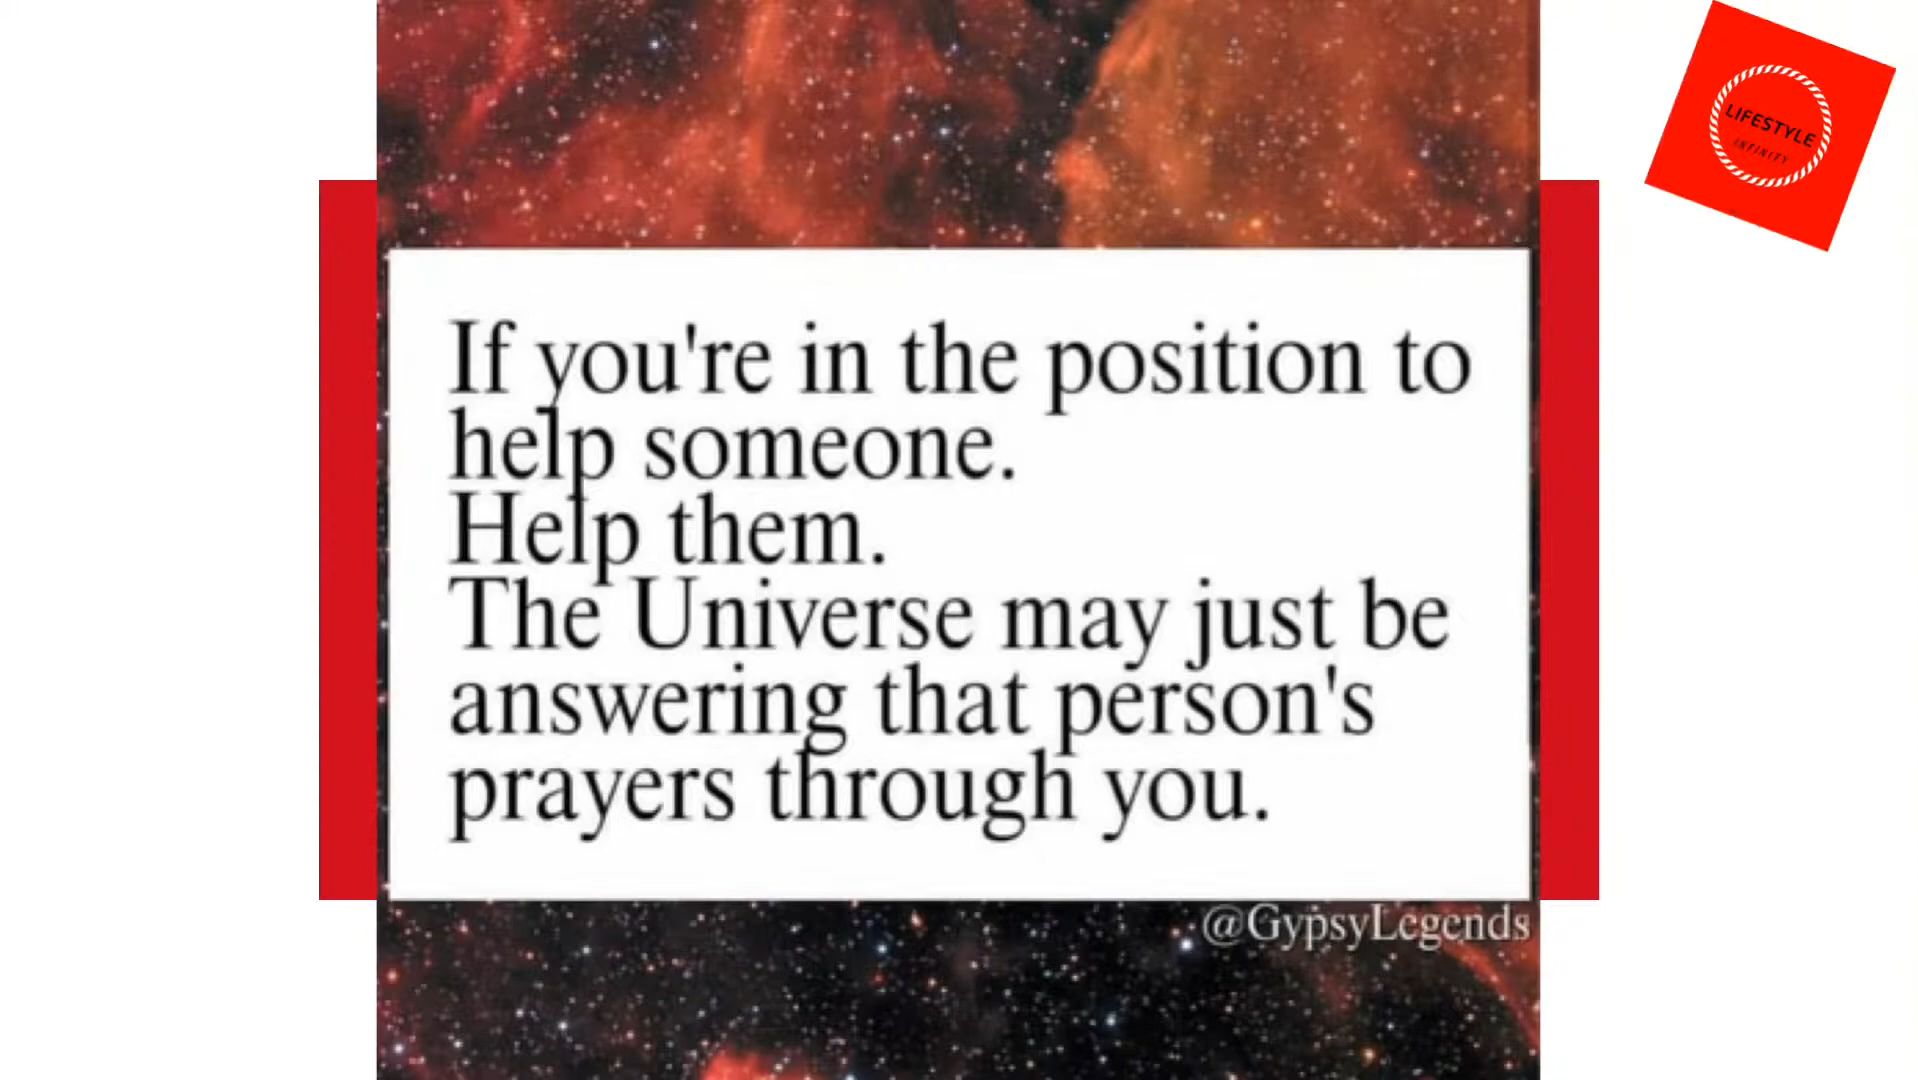 LIFESTYLE
INFINITY
If you're in the position to
help someone.
Help them.
The Universe may just be
answering that person's
prayers through you.
@GypsyLegends